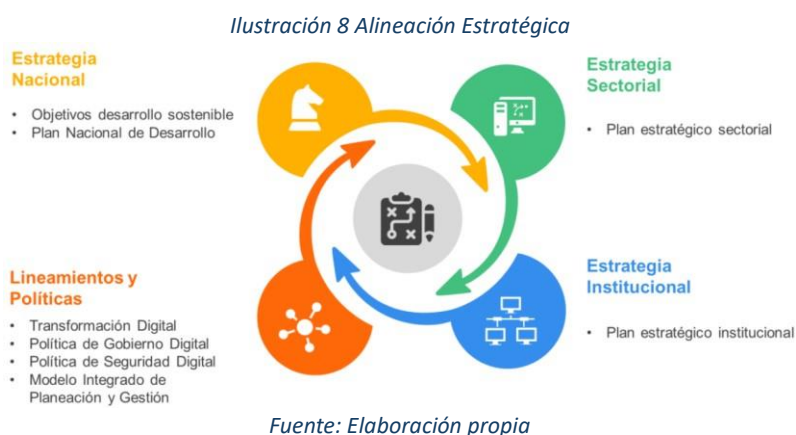 Ilustración 8 Alineación Estratégica
Estrategia
Nacional
• Objetivos desarrollo sostenible
• Plan Nacional de Desarrollo
Estrategia
Sectorial
• Plan estratégico sectorial
Lineamientos y
Políticas
• Transformación Digital
• Política de Gobierno Digital
• Política de Seguridad Digital
• Modelo Integrado de
Planeación y Gestión
Estrategia
Institucional
• Plan estratégico institucional
Fuente: Elaboración propia